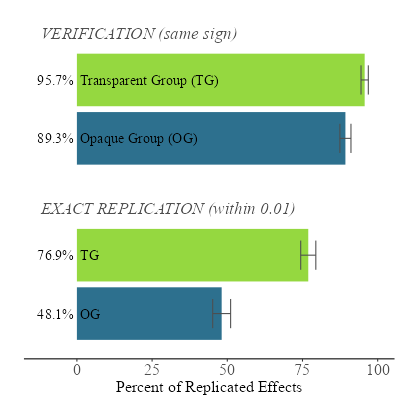 VERIFICATION (same sign)
95.7% Transparent Group (TG)
89.3% Opaque Group (OG)
EXACT REPLICATION (within 0.01)
76.9% TG
48.1% OG
0 25 50 75 100
Percent of Replicated Effects